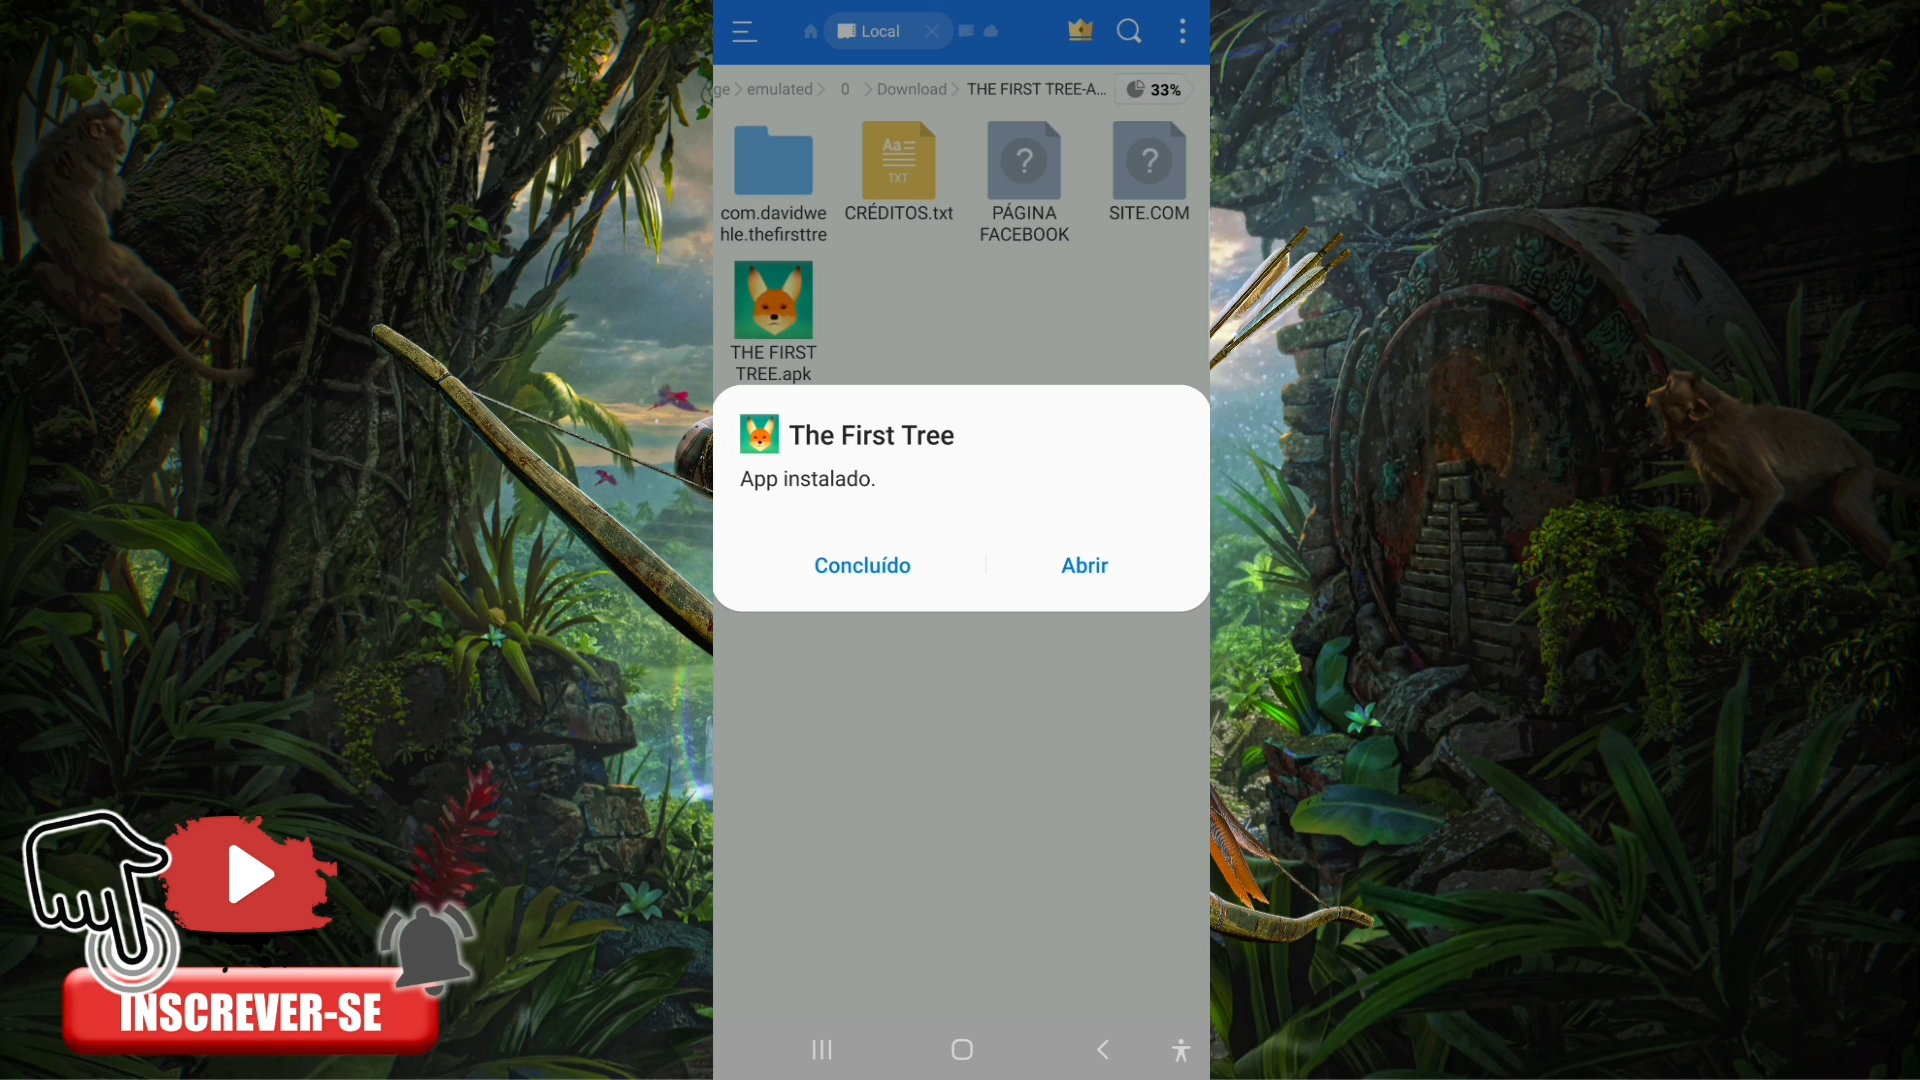 Local
ge > emulated > 0 > Download > THE FIRST TREE-A... 33%
com.davidwe
hle.thefirsttre
Aa
TXT
CRÉDITOS.txt
?
PÁGINA
FACEBOOK
?
SITE.COM
THE FIRST
TREE.apk
The First Tree
App instalado.
Concluído
Abrir
INSCREVER-SE